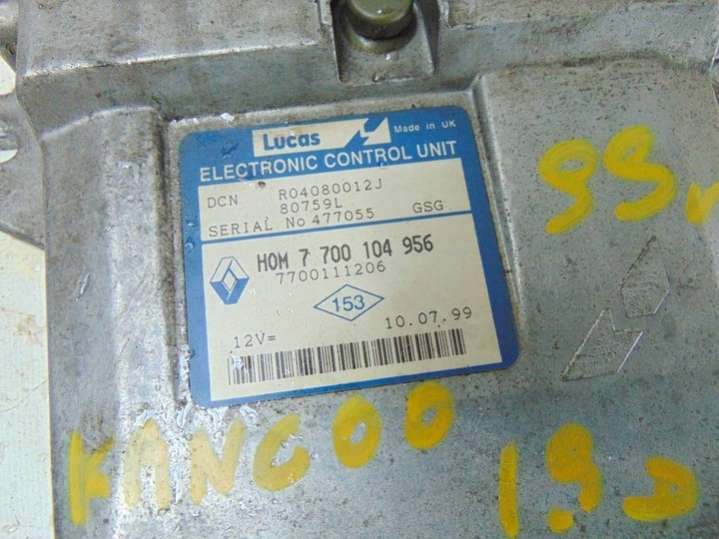 Lucas Made in UK
ELECTRONIC CONTROL UNIT
DCN R04080012J
80759L
SERIAL No 477055 GSG
HOM 7 700 104 956
7700111206
153
12V= 10.07.99
KANGOO
1.9D